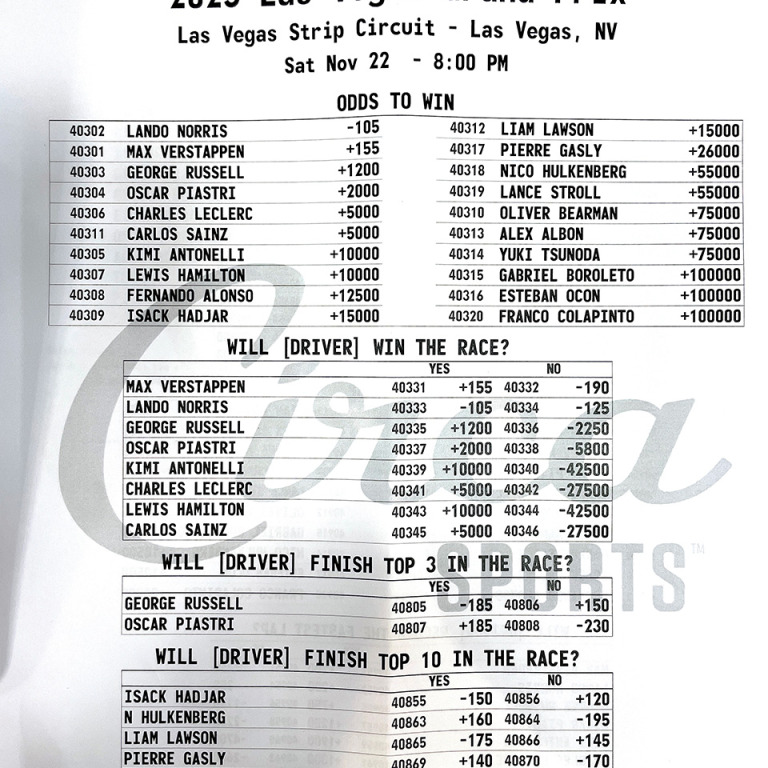 2025 Las Vegas Grand Prix
Las Vegas Strip Circuit - Las Vegas, NV
Sat Nov 22 - 8:00 PM
ODDS TO WIN
40302 LANDO NORRIS -105
40301 MAX VERSTAPPEN +155
40303 GEORGE RUSSELL +1200
40304 OSCAR PIASTRI +2000
40306 CHARLES LECLERC +5000
40311 CARLOS SAINZ +5000
40305 KIMI ANTONELLI +10000
40307 LEWIS HAMILTON +10000
40308 FERNANDO ALONSO +12500
40309 ISACK HADJAR +15000
40312 LIAM LAWSON +15000
40317 PIERRE GASLY +26000
40318 NICO HULKENBERG +55000
40319 LANCE STROLL +55000
40310 OLIVER BEARMAN +75000
40313 ALEX ALBON +75000
40314 YUKI TSUNODA +75000
40315 GABRIEL BOROLETO +100000
40316 ESTEBAN OCON +100000
40320 FRANCO COLAPINTO +100000
WILL [DRIVER] WIN THE RACE?
YES NO
MAX VERSTAPPEN 40331 +155 40332 -190
LANDO NORRIS 40333 -105 40334 -125
GEORGE RUSSELL 40335 +1200 40336 -2250
OSCAR PIASTRI 40337 +2000 40338 -5800
KIMI ANTONELLI 40339 +10000 40340 -42500
CHARLES LECLERC 40341 +5000 40342 -27500
LEWIS HAMILTON 40343 +10000 40344 -42500
CARLOS SAINZ 40345 +5000 40346 -27500
Circa
SPORTS™
WILL [DRIVER] FINISH TOP 3 IN THE RACE?
YES NO
GEORGE RUSSELL 40805 -185 40806 +150
OSCAR PIASTRI 40807 +185 40808 -230
WILL [DRIVER] FINISH TOP 10 IN THE RACE?
YES NO
ISACK HADJAR 40855 -150 40856 +120
N HULKENBERG 40863 +160 40864 -195
LIAM LAWSON 40865 -175 40866 +145
PIERRE GASLY 40869 +140 40870 -170